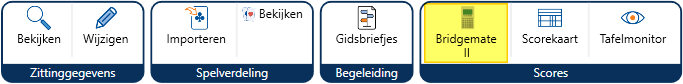 Bekijken
Wijzigen
Zittinggegevens
Importeren
Bekijken
Spelverdeling
Gidsbriefjes
Begeleiding
Bridgemate
II
Scorekaart
Tafelmonitor
Scores